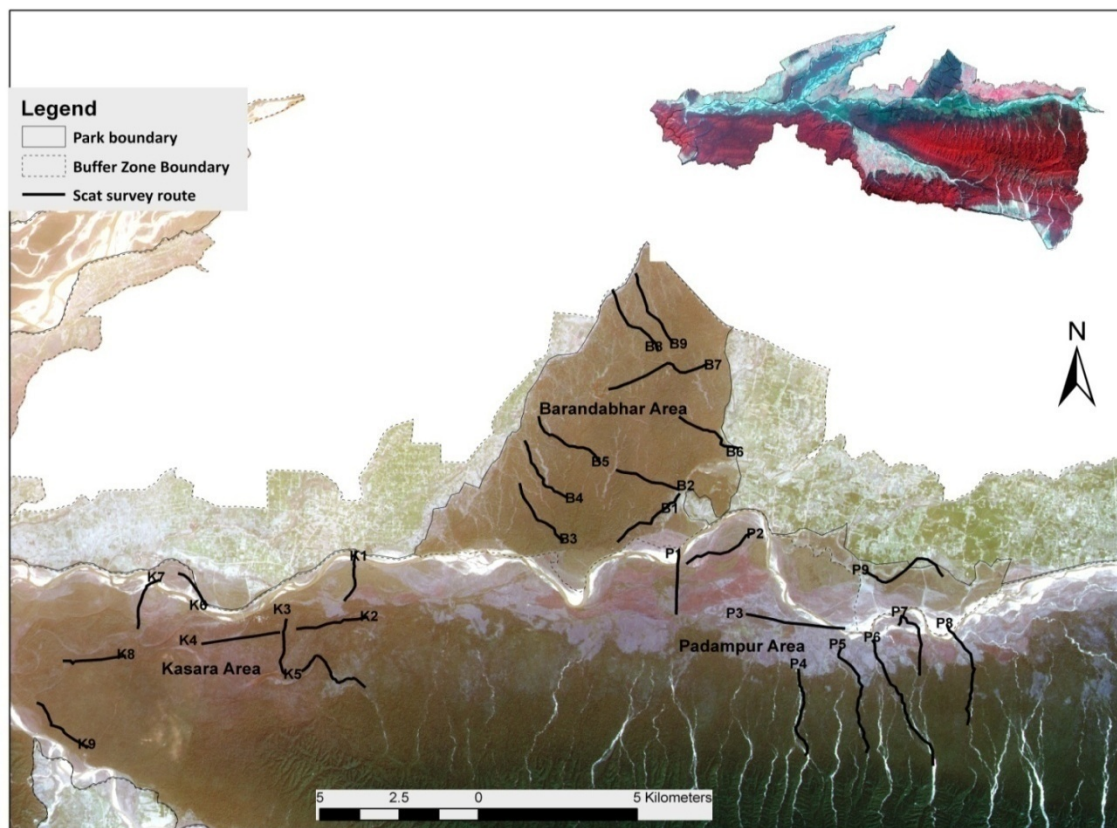 Legend
Park boundary
Buffer Zone Boundary
Scat survey route
N
B8 B9
B7
Barandabhar Area
B6
B5
B2
B4
B1
B3
P2
K1
P1
K7
P9
K6
K3
K2
P3
P7
P8
K4
P5
P6
Padampur Area
K8
Kasara Area
K5
P4
K9
5 2.5 0 5 Kilometers